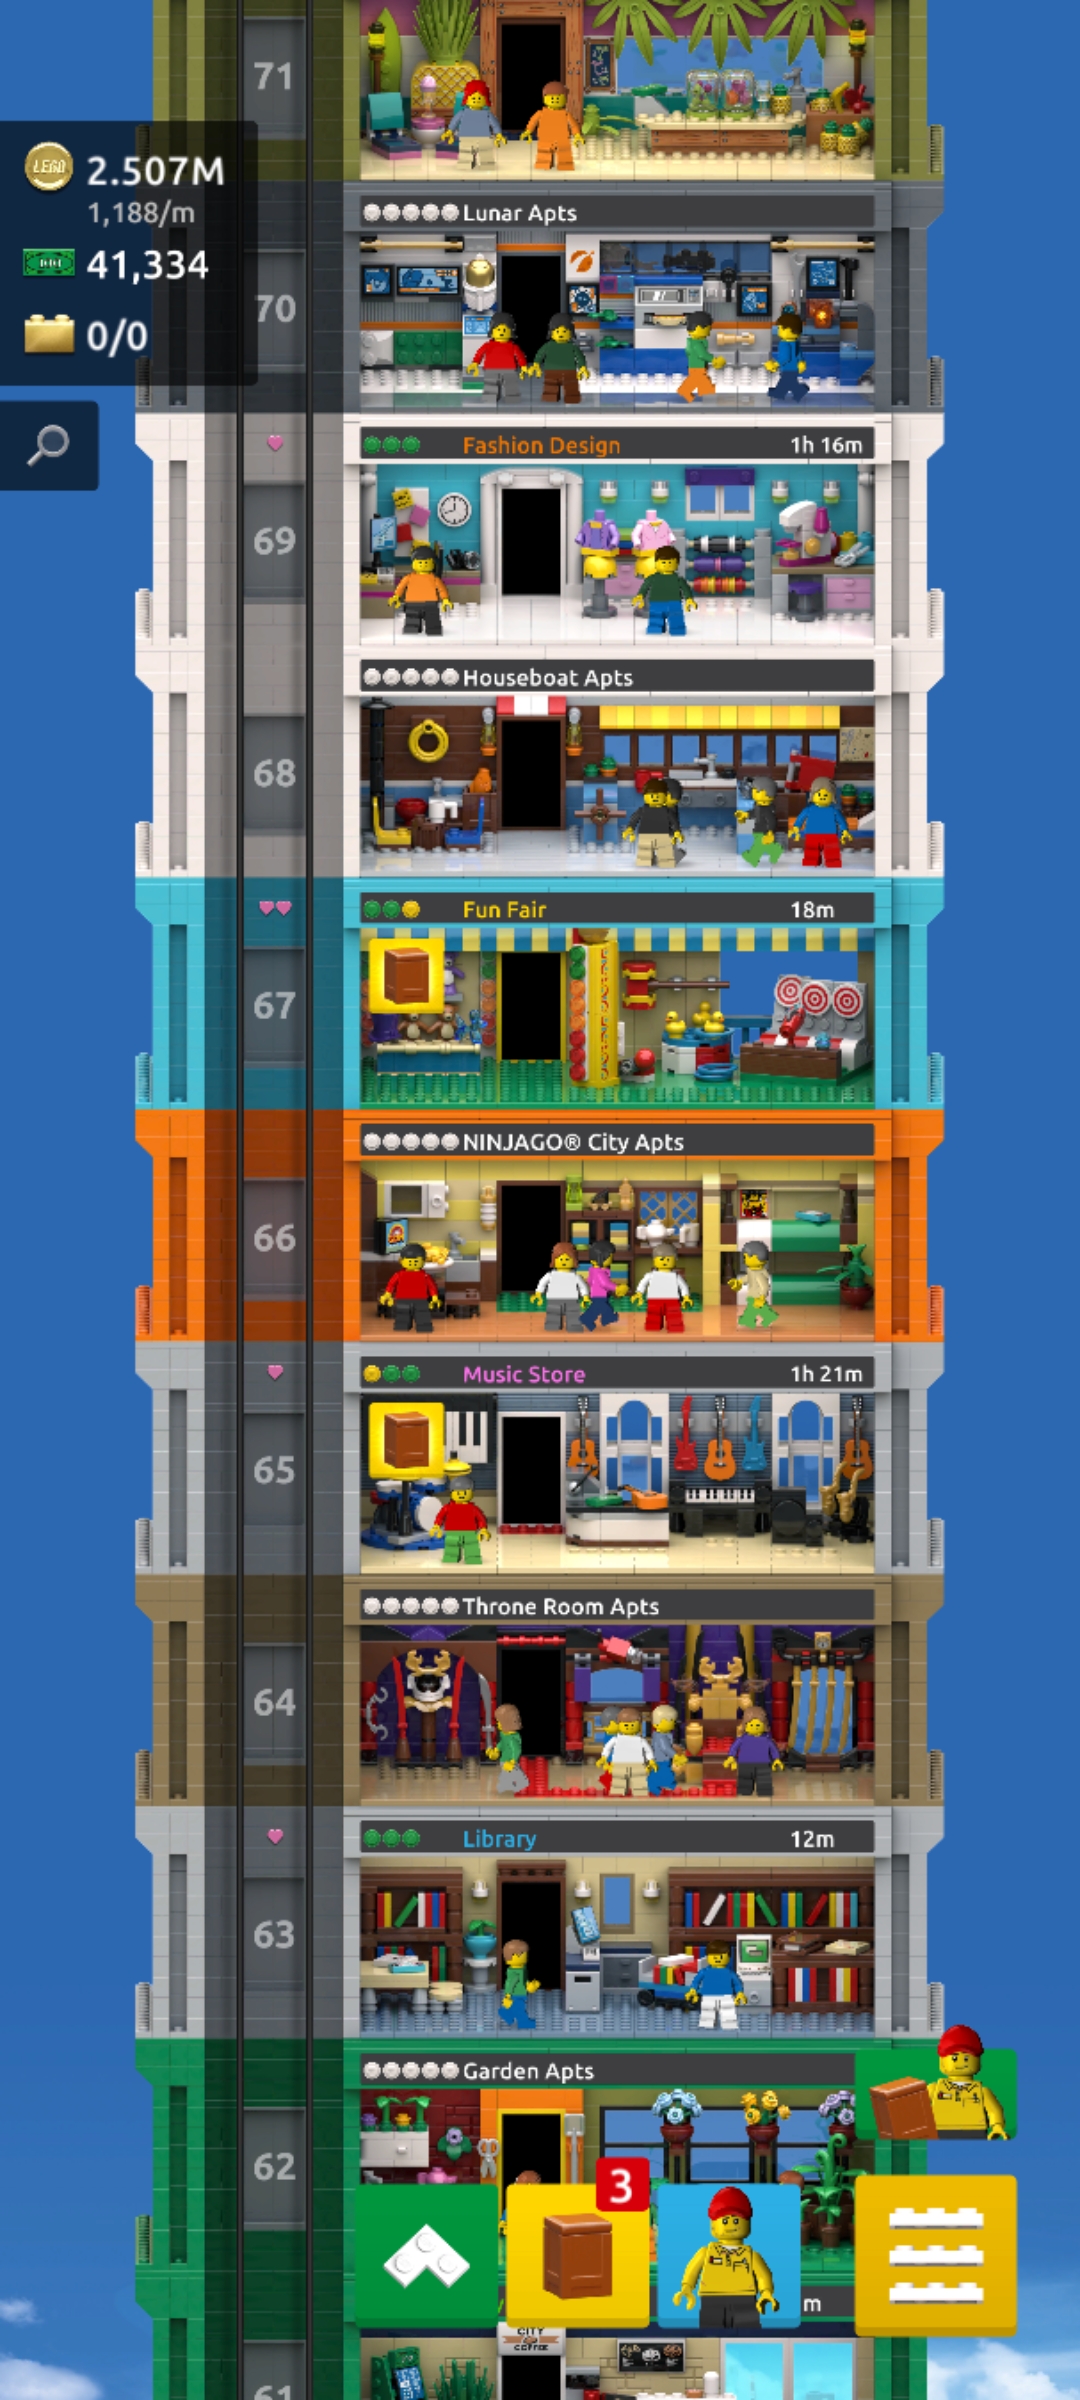 71
LEGO 2.507M
1,188/m
41,334
0/0
Lunar Apts
70
Fashion Design 1h 16m
69
Houseboat Apts
68
Fun Fair 18m
67
NINJAGO® City Apts
66
Music Store 1h 21m
65
Throne Room Apts
64
Library 12m
63
Garden Apts
62
3
m
CITY
COFFEE
61